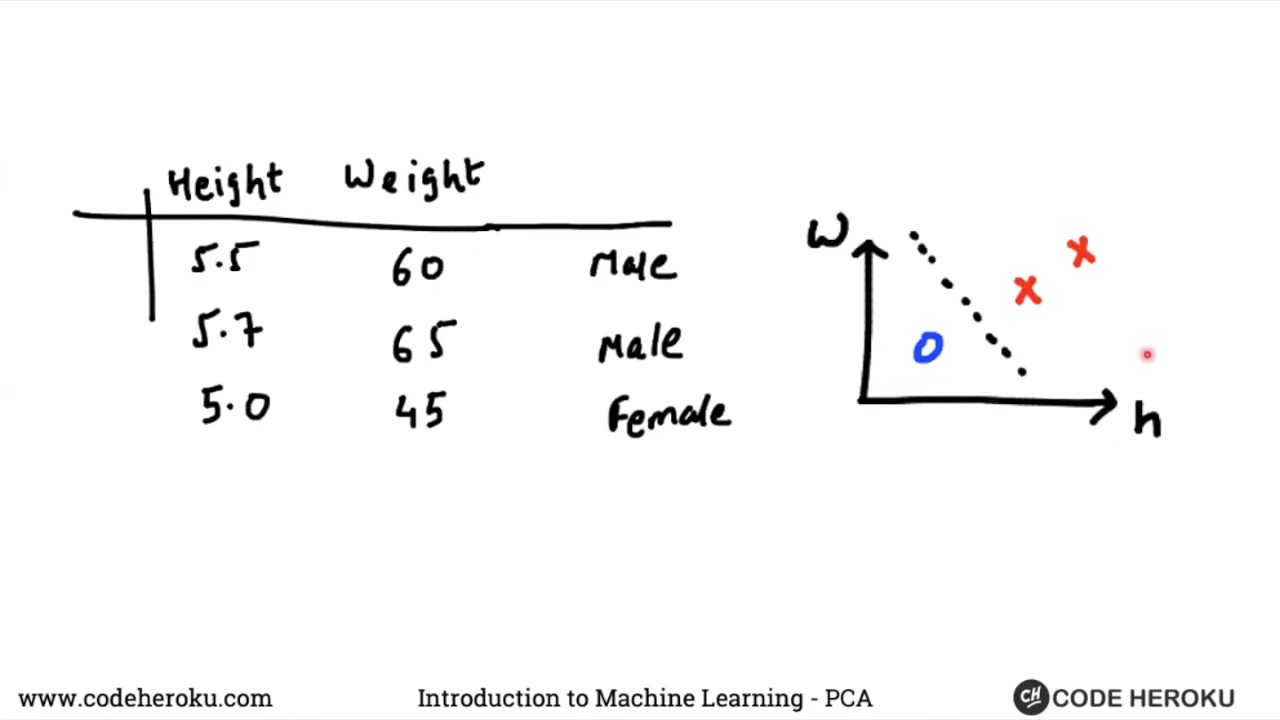 Height Weight
5.5 60 Male
5.7 65 Male
5.0 45 Female
W
x x
o
h
www.codeheroku.com Introduction to Machine Learning - PCA CH CODE HEROKU